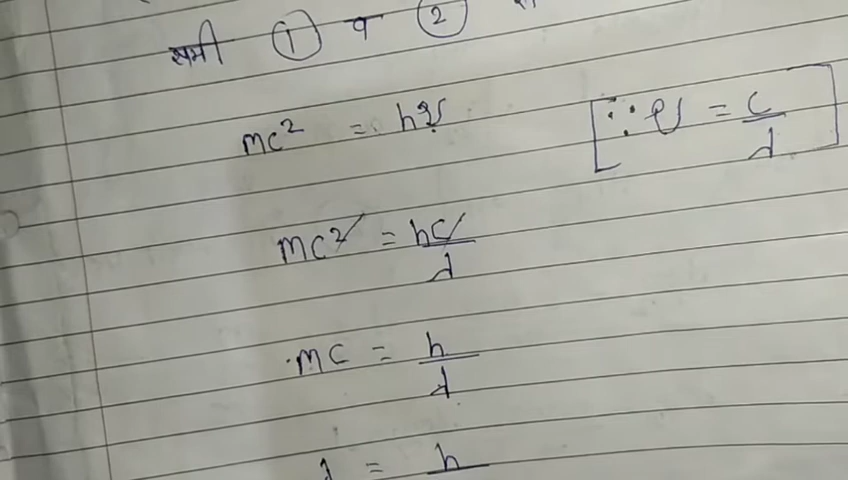 समी ① व ②
mc² = hν [∵ ν = c/λ]
mc² = hc/λ
mc = h/λ
λ = h